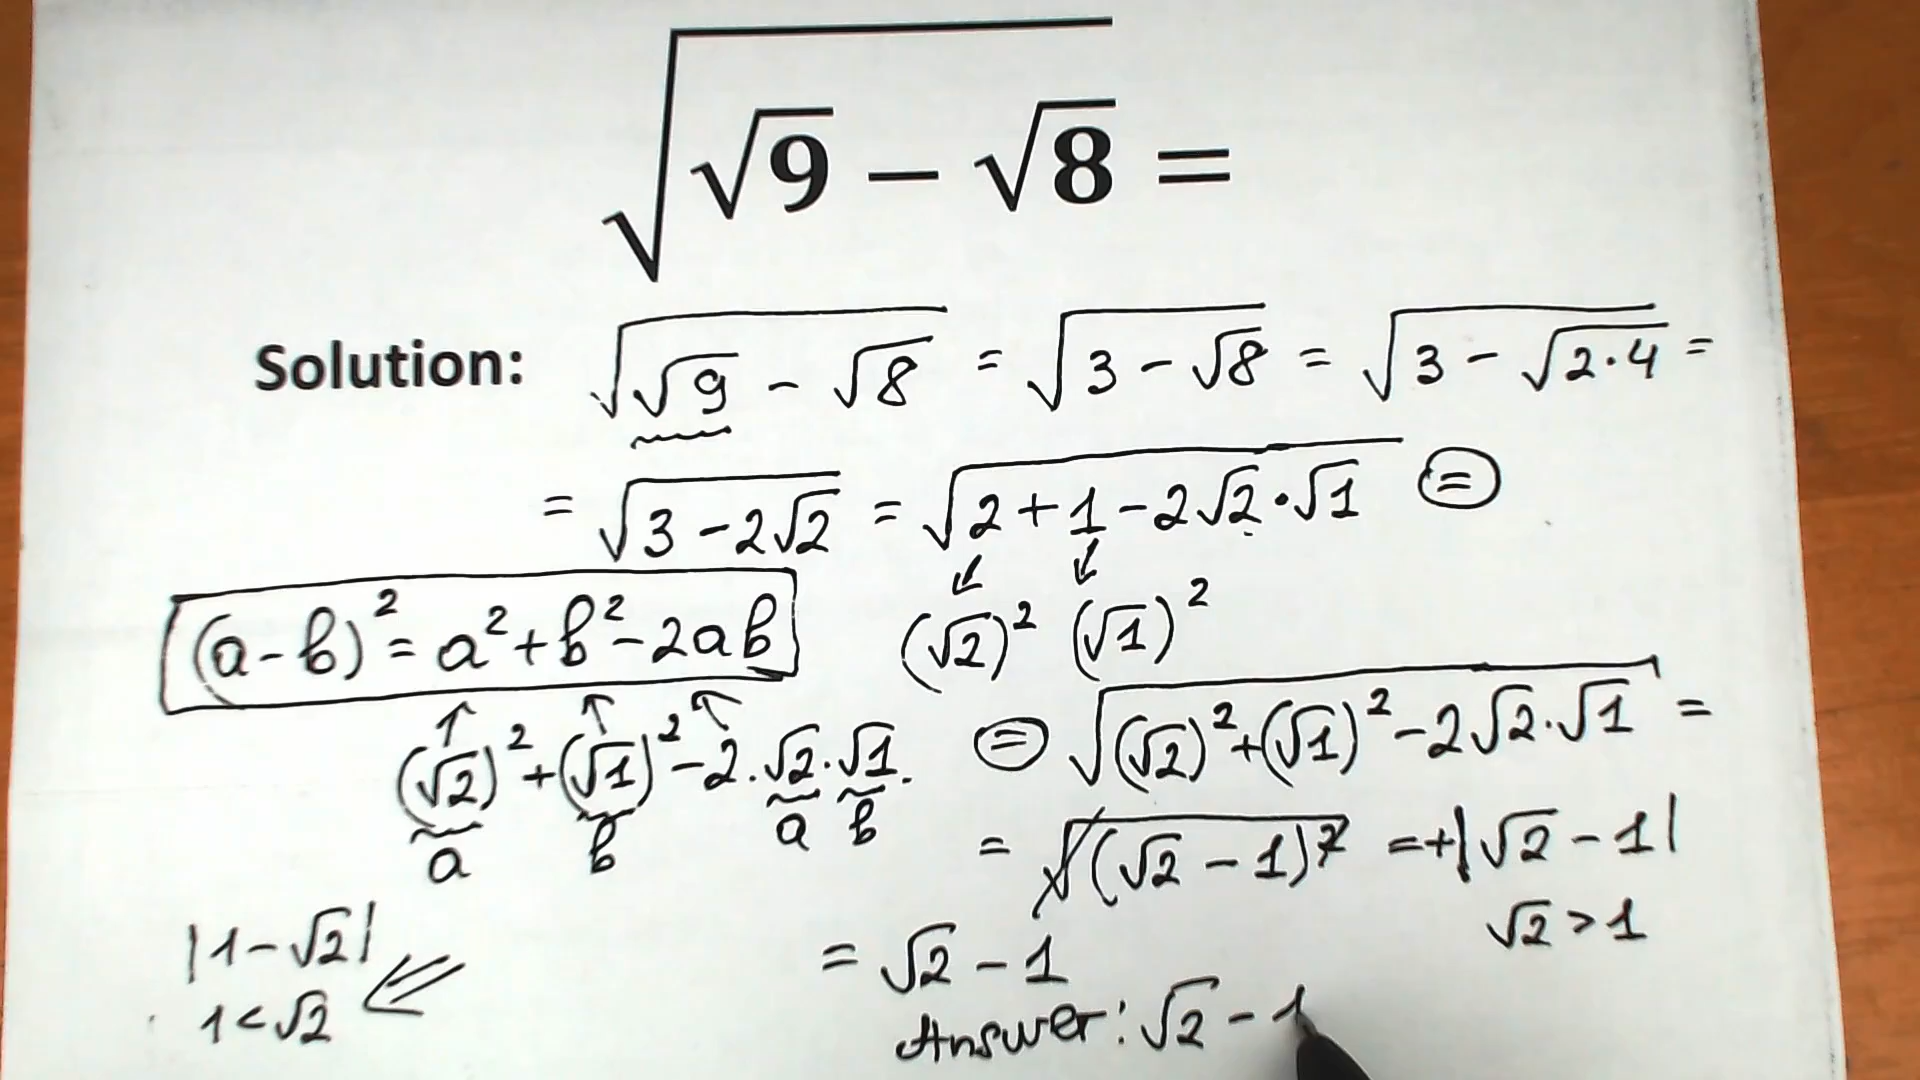 √(√9 − √8) =
Solution: √(√9 − √8) = √(3 − √8) = √(3 − √(2·4)) =
= √(3 − 2√2) = √(2 + 1 − 2√2·√1) (=)
(a − b)² = a² + b² − 2ab
(√2)² (√1)²
(√2)² + (√1)² − 2·√2·√1.
a b a b
(=) √((√2)² + (√1)² − 2√2·√1) =
= √((√2 − 1)²) = +|√2 − 1|
√2 > 1
|1 − √2|
1 < √2
= √2 − 1
Answer: √2 − 1